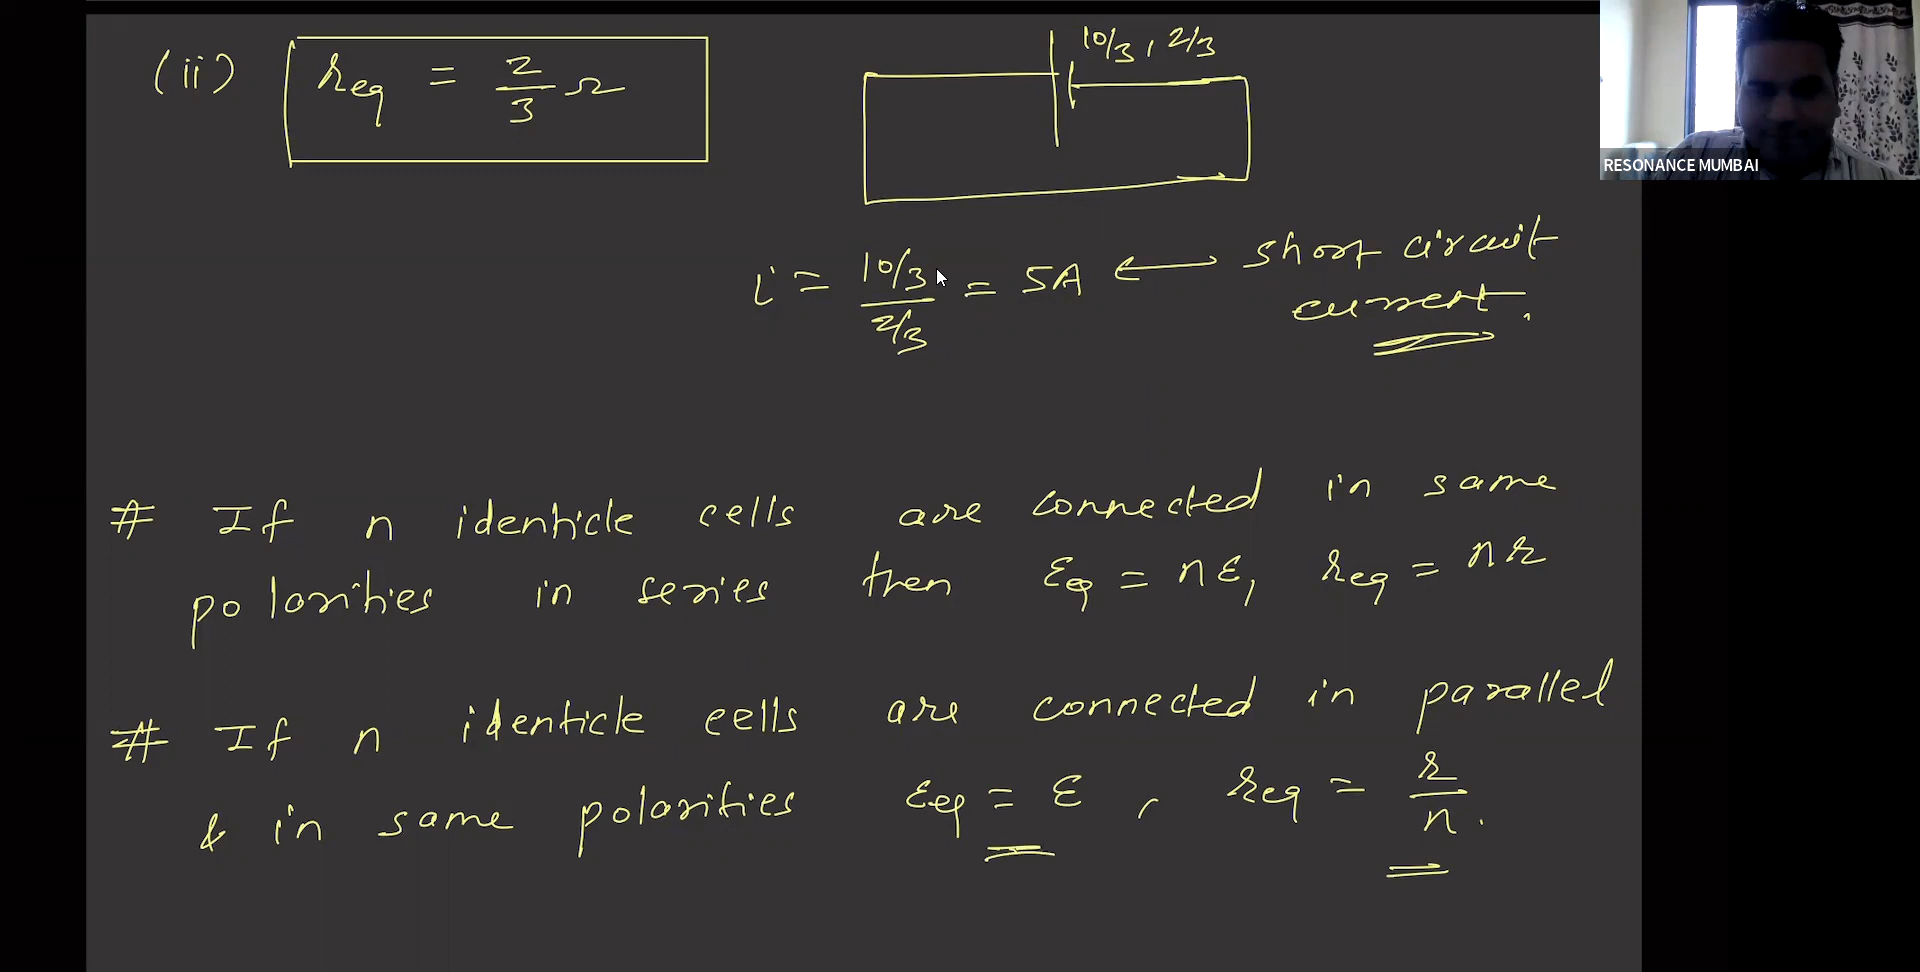 (ii) req = 2/3 Ω
10/3, 2/3
RESONANCE MUMBAI
i = (10/3)/(2/3) = 5A ← short circuit
current.
# If n identicle cells are connected in same
polarities in series then εeq = nε, req = nr
# If n identicle cells are connected in parallel
& in same polarities εeq = ε, req = r/n.